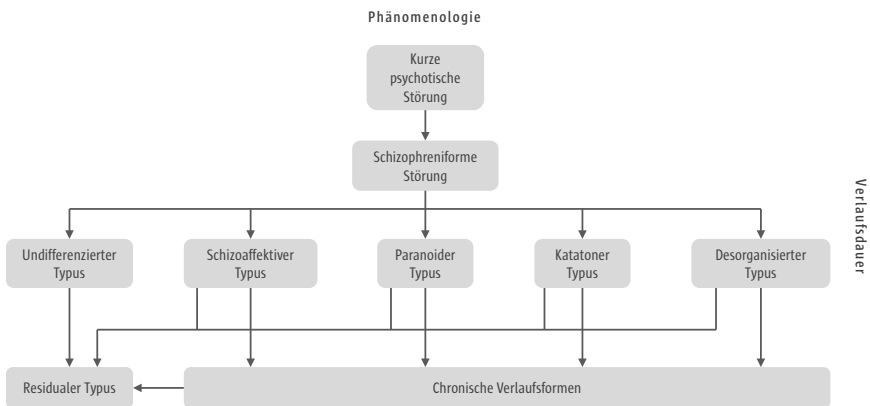 Phänomenologie
Kurze
psychotische
Störung
Schizophreniforme
Störung
Verlaufsdauer
Undifferenzierter
Typus
Schizoaffektiver
Typus
Paranoider
Typus
Katatoner
Typus
Desorganisierter
Typus
Residualer Typus
Chronische Verlaufsformen